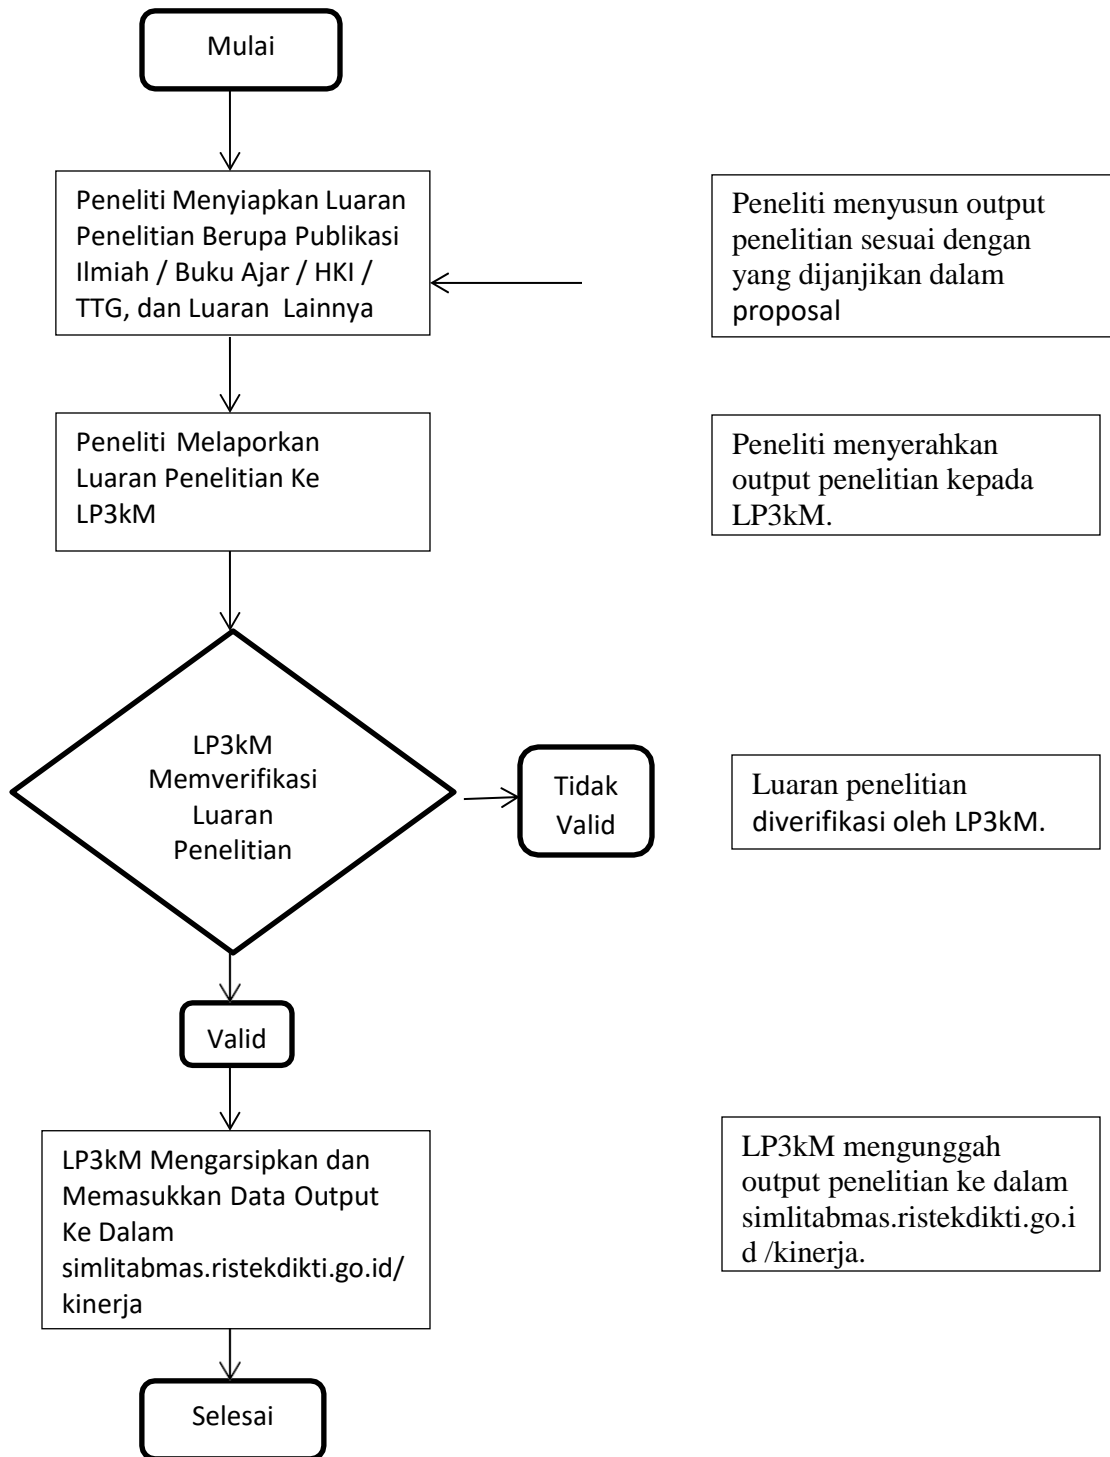 Mulai
Peneliti Menyiapkan Luaran
Penelitian Berupa Publikasi
Ilmiah / Buku Ajar / HKI /
TTG, dan Luaran Lainnya
Peneliti menyusun output
penelitian sesuai dengan
yang dijanjikan dalam
proposal
Peneliti Melaporkan
Luaran Penelitian Ke
LP3kM
Peneliti menyerahkan
output penelitian kepada
LP3kM.
LP3kM
Memverifikasi
Luaran
Penelitian
Tidak
Valid
Luaran penelitian
diverifikasi oleh LP3kM.
Valid
LP3kM Mengarsipkan dan
Memasukkan Data Output
Ke Dalam
simlitabmas.ristekdikti.go.id/
kinerja
LP3kM mengunggah
output penelitian ke dalam
simlitabmas.ristekdikti.go.i
d /kinerja.
Selesai